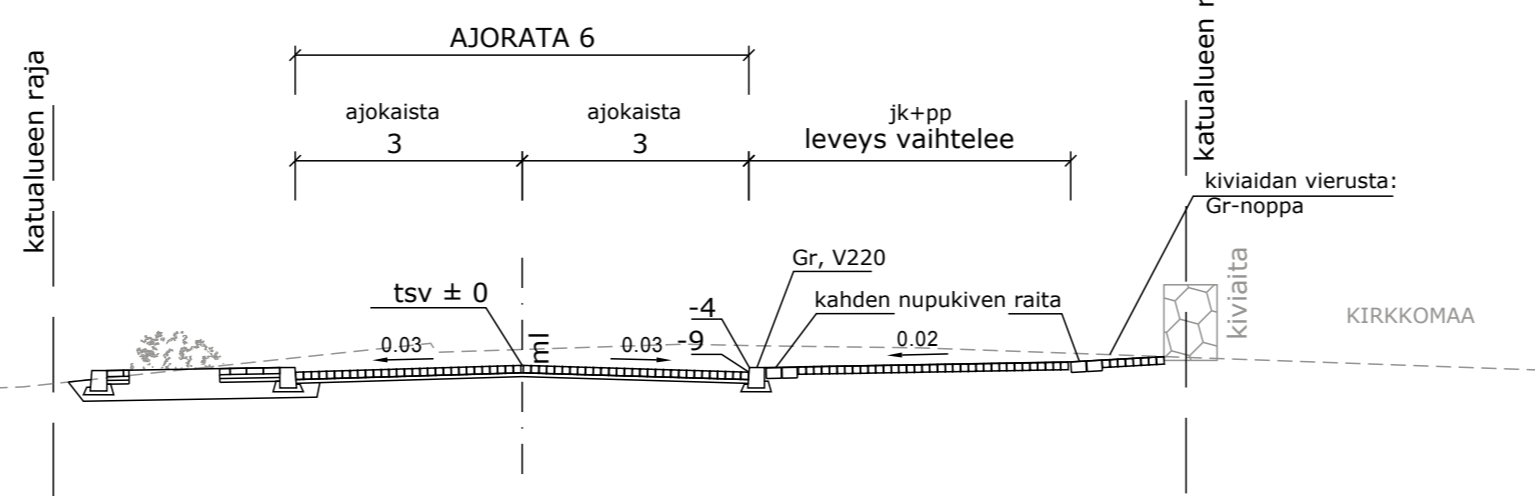 katualueen raja
AJORATA 6
ajokaista
3
ajokaista
3
jk+pp
leveys vaihtelee
katualueen r
kiviaidan vierusta:
Gr-noppa
Gr, V220
tsv ± 0
-4
kahden nupukiven raita
kiviaita
KIRKKOMAA
0.03
ml
0.03
-9
0.02